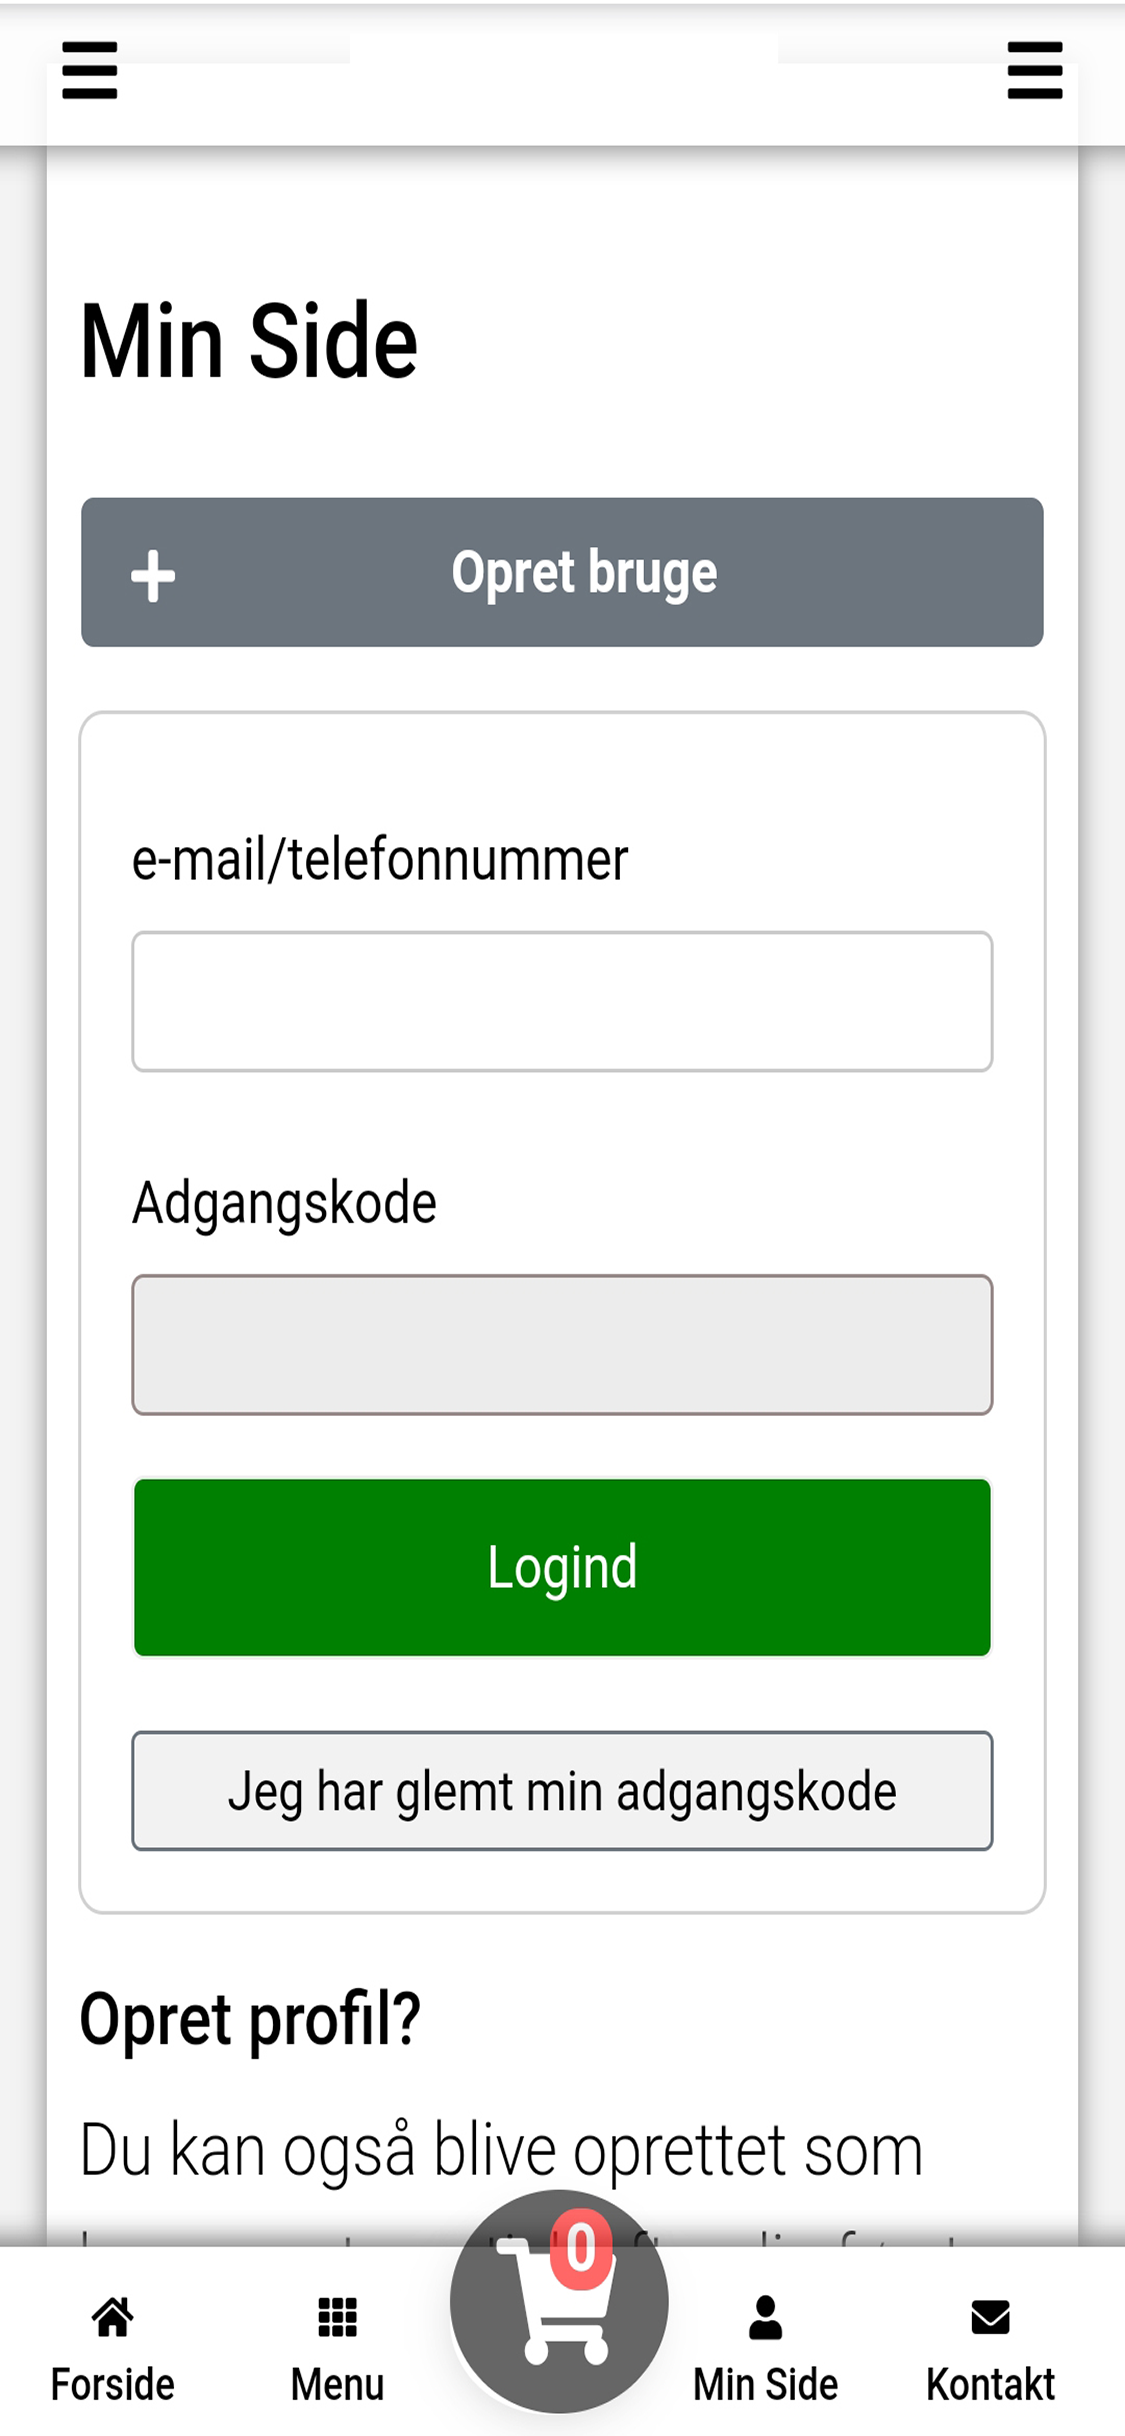 Min Side
Opret bruge
e-mail/telefonnummer
Adgangskode
Logind
Jeg har glemt min adgangskode
Opret profil?
Du kan også blive oprettet som
0
Forside
Menu
Min Side
Kontakt